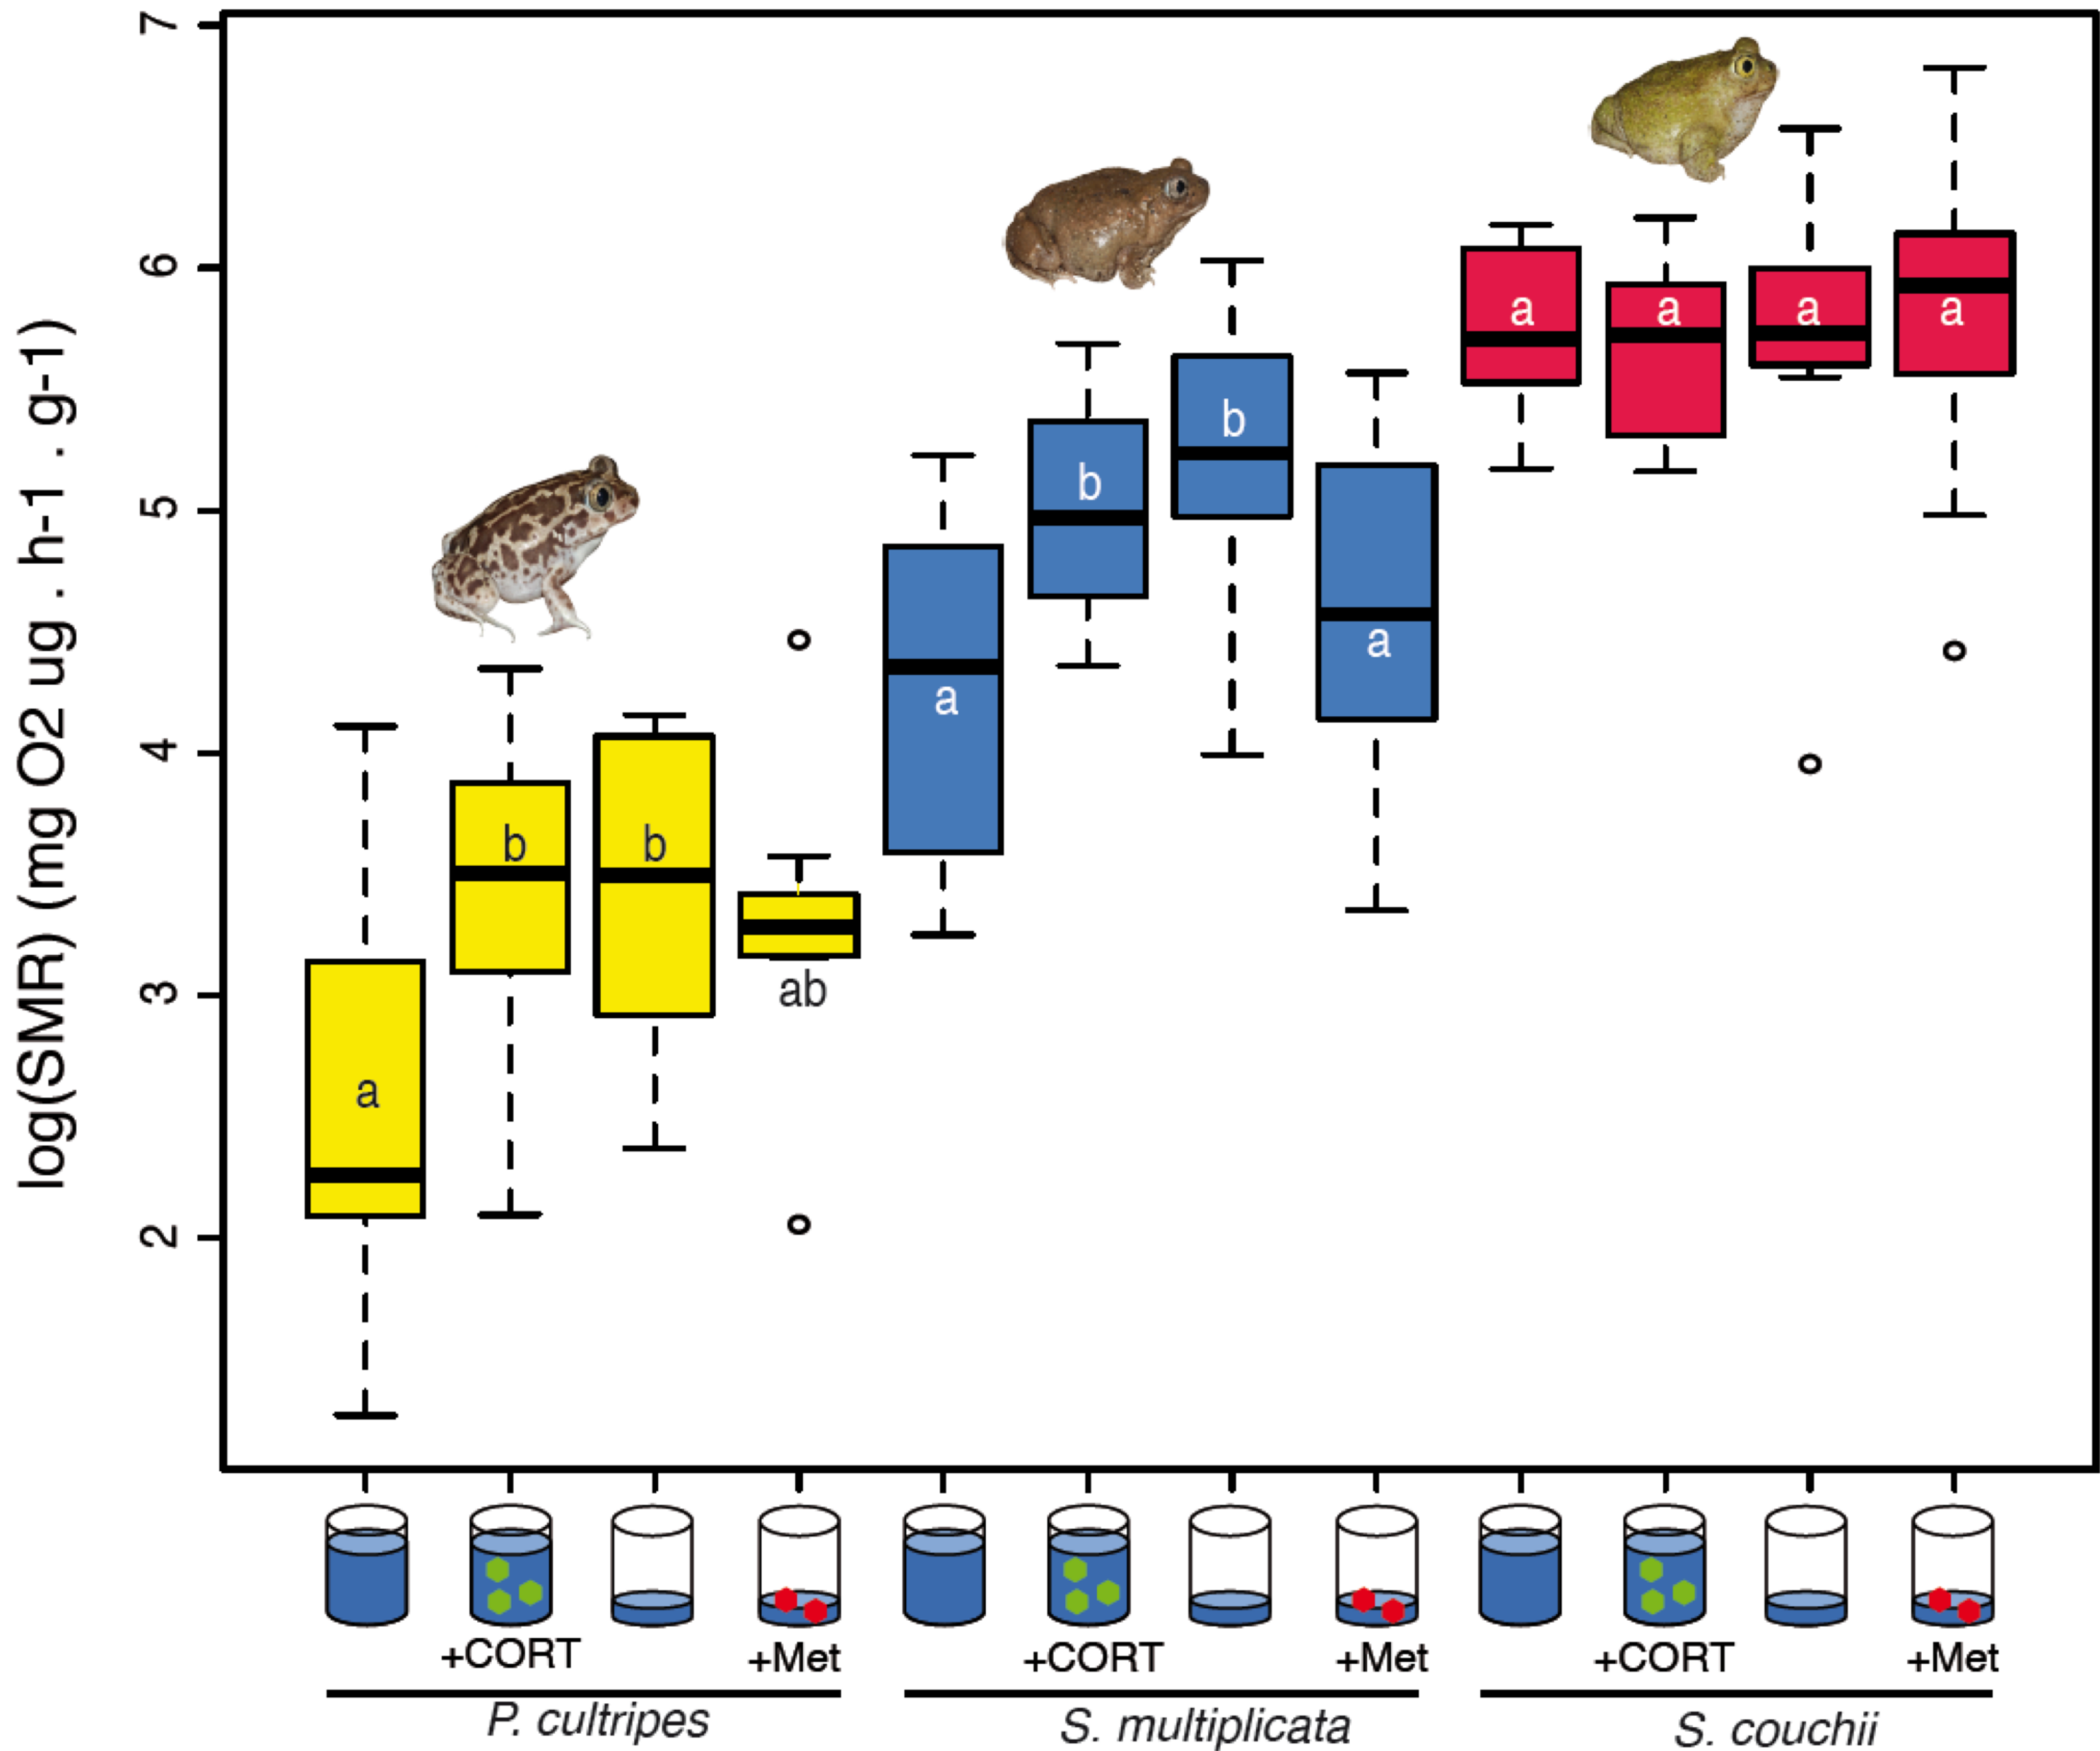 log(SMR) (mg O2 ug . h-1 . g-1)
7
6
5
4
3
2
a
b
b
ab
a
b
b
a
a
a
a
a
+CORT
+Met
+CORT
+Met
+CORT
+Met
P. cultripes
S. multiplicata
S. couchii